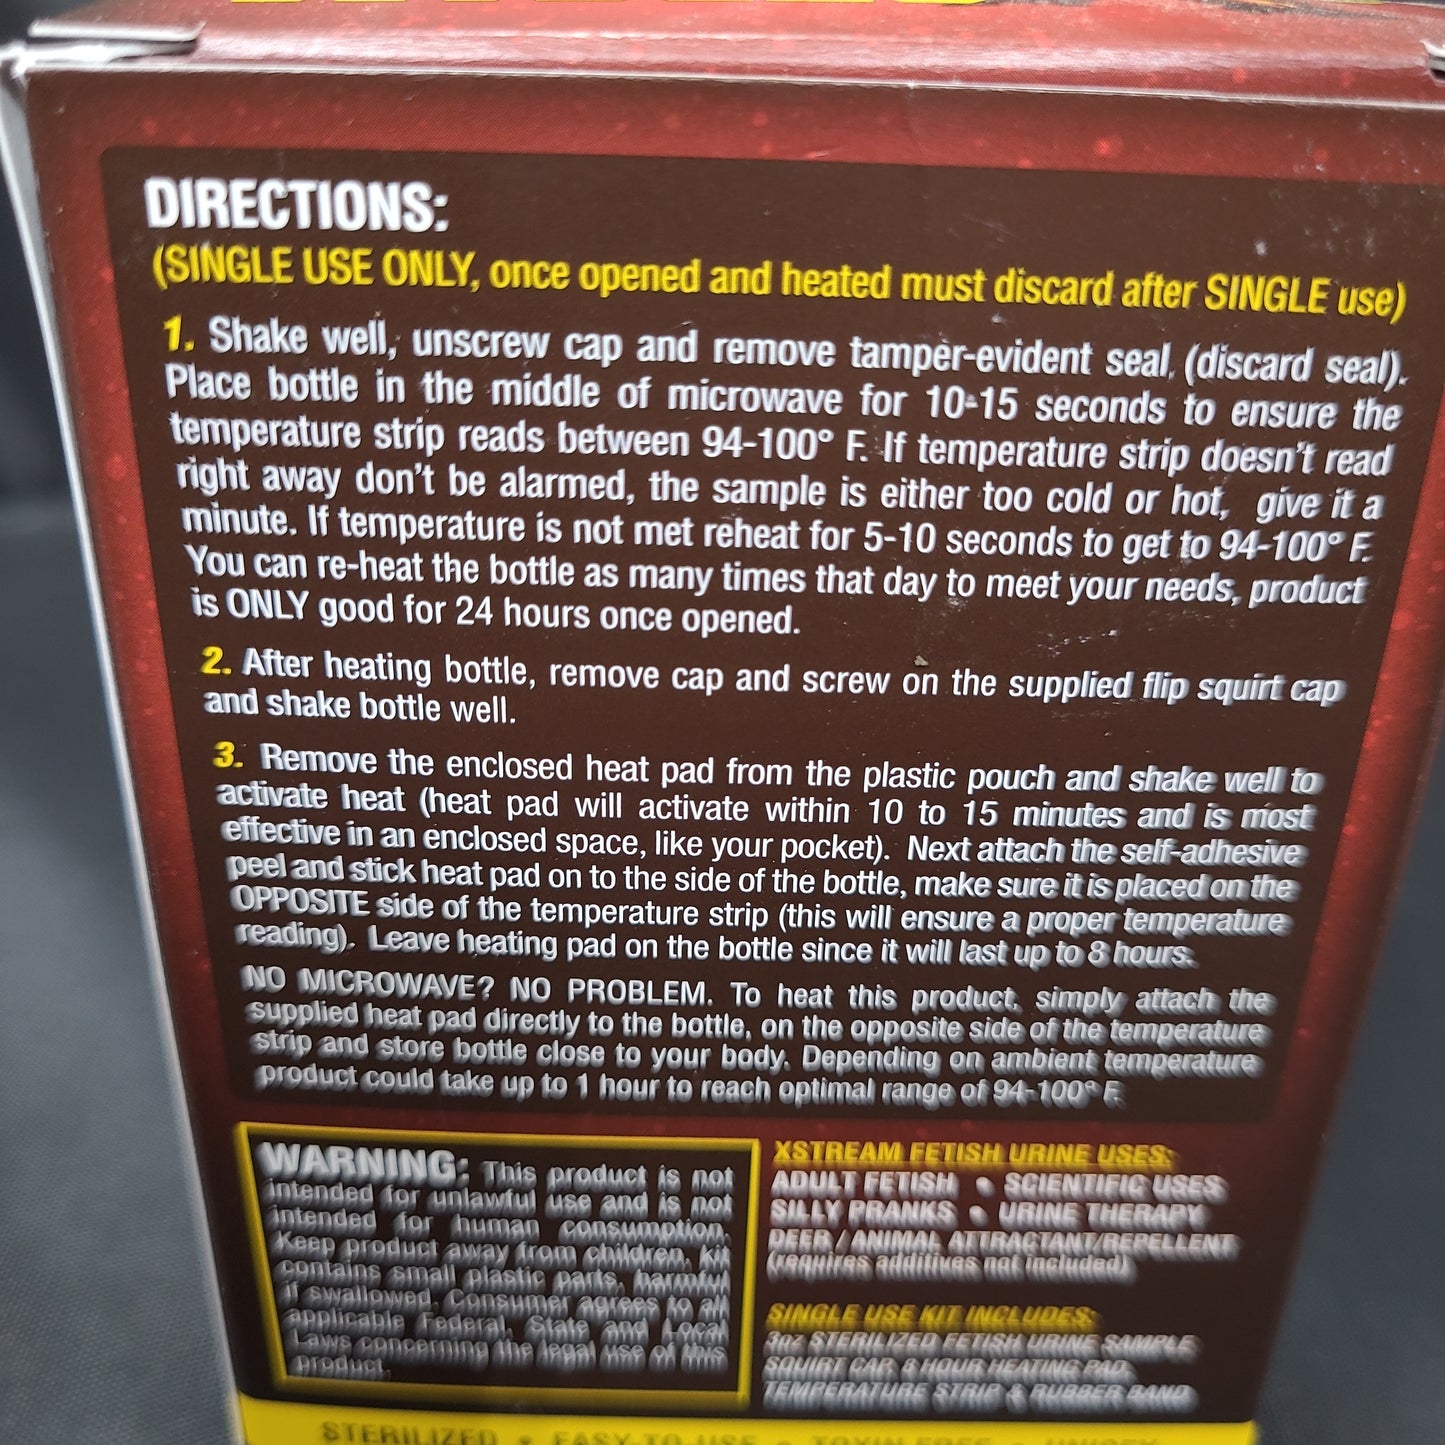 DIRECTIONS:
(SINGLE USE ONLY, once opened and heated must discard after SINGLE use)
1. Shake well, unscrew cap and remove tamper-evident seal. (discard seal).
Place bottle in the middle of microwave for 10-15 seconds to ensure the
temperature strip reads between 94-100° F. If temperature strip doesn't read
right away don't be alarmed, the sample is either too cold or hot, give it a
minute. If temperature is not met reheat for 5-10 seconds to get to 94-100° F.
You can re-heat the bottle as many times that day to meet your needs, product
is ONLY good for 24 hours once opened.
2. After heating bottle, remove cap and screw on the supplied flip squirt cap
and shake bottle well.
3. Remove the enclosed heat pad from the plastic pouch and shake well to
activate heat (heat pad will activate within 10 to 15 minutes and is most
effective in an enclosed space, like your pocket). Next attach the self-adhesive
peel and stick heat pad on to the side of the bottle, make sure it is placed on the
OPPOSITE side of the temperature strip (this will ensure a proper temperature
reading). Leave heating pad on the bottle since it will last up to 8 hours.
NO MICROWAVE? NO PROBLEM. To heat this product, simply attach the
supplied heat pad directly to the bottle, on the opposite side of the temperature
strip and store bottle close to your body. Depending on ambient temperature
product could take up to 1 hour to reach optimal range of 94-100° F.
WARNING: This product is not
intended for unlawful use and is not
intended for human consumption.
Keep product away from children, kit
contains small plastic parts, harmful
if swallowed. Consumer agrees to all
applicable Federal, State and Local
Laws concerning the legal use of this
product.
XSTREAM FETISH URINE USES:
ADULT FETISH • SCIENTIFIC USES
SILLY PRANKS • URINE THERAPY
DEER / ANIMAL ATTRACTANT/REPELLENT
(requires additives not included)
SINGLE USE KIT INCLUDES:
3oz STERILIZED FETISH URINE SAMPLE
SQUIRT CAP, 8 HOUR HEATING PAD,
TEMPERATURE STRIP & RUBBER BAND
STERILIZED • EASY TO USE • TOXIN FREE • UNISEX